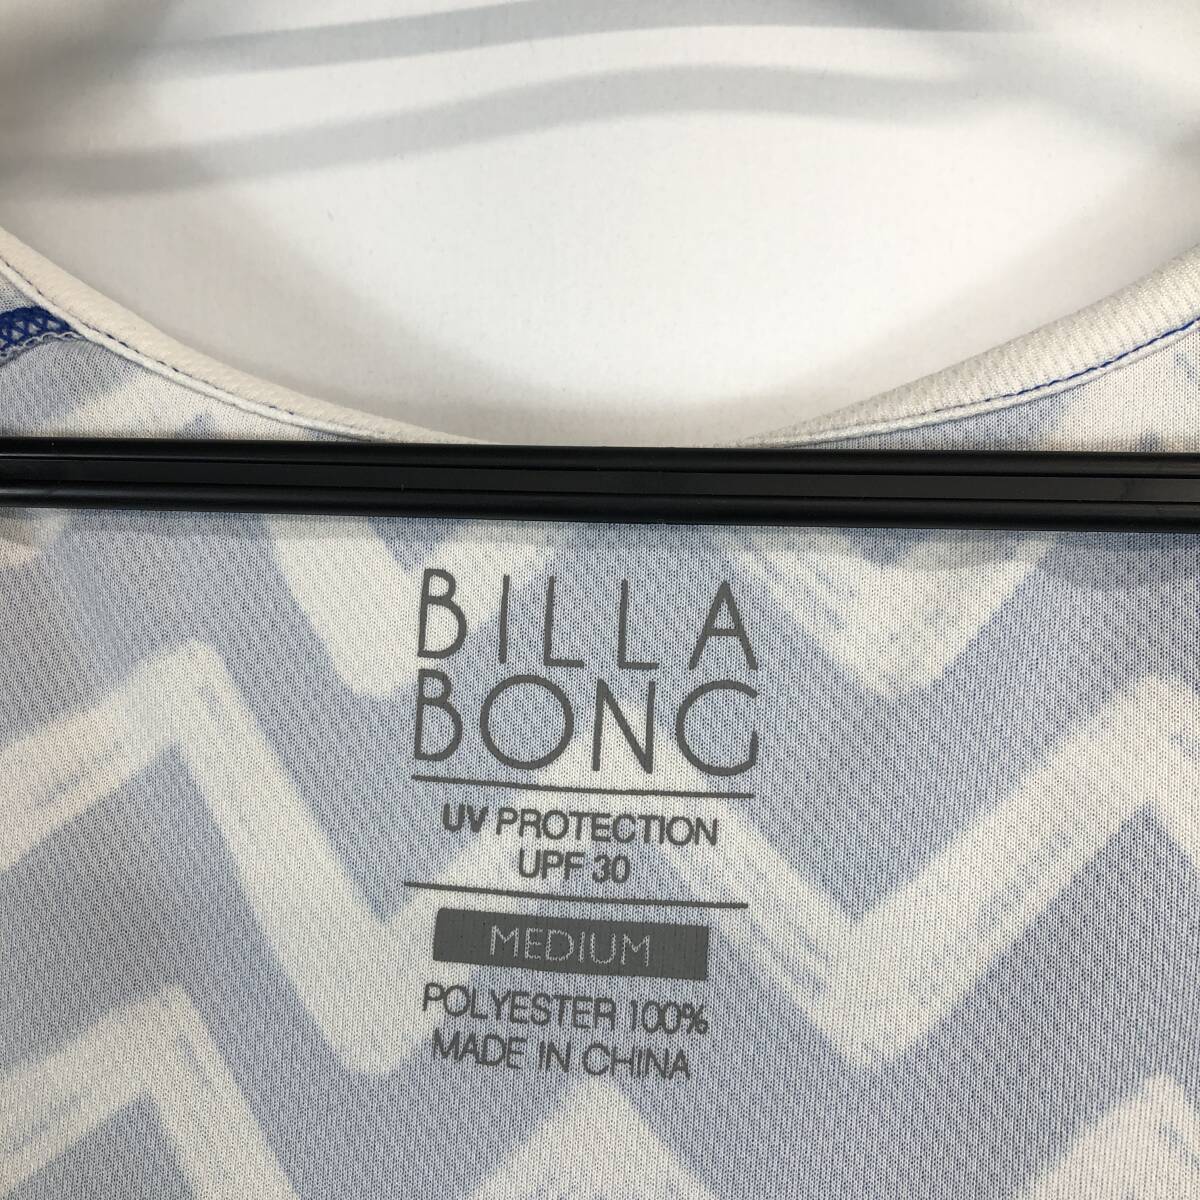 BILLA
BONG
UV PROTECTION
UPF 30
MEDIUM
POLYESTER 100%
MADE IN CHINA